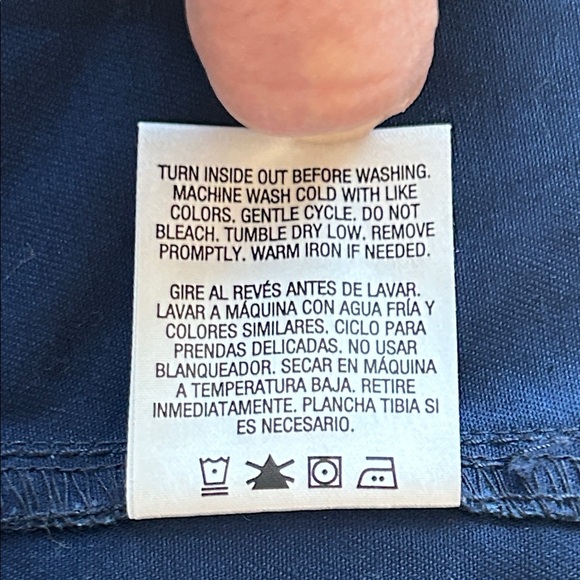 TURN INSIDE OUT BEFORE WASHING.
MACHINE WASH COLD WITH LIKE
COLORS. GENTLE CYCLE. DO NOT
BLEACH. TUMBLE DRY LOW. REMOVE
PROMPTLY. WARM IRON IF NEEDED.
GIRE AL REVÉS ANTES DE LAVAR.
LAVAR A MÁQUINA CON AGUA FRÍA Y
COLORES SIMILARES. CICLO PARA
PRENDAS DELICADAS. NO USAR
BLANQUEADOR. SECAR EN MÁQUINA
A TEMPERATURA BAJA. RETIRE
INMEDIATAMENTE. PLANCHA TIBIA SI
ES NECESARIO.